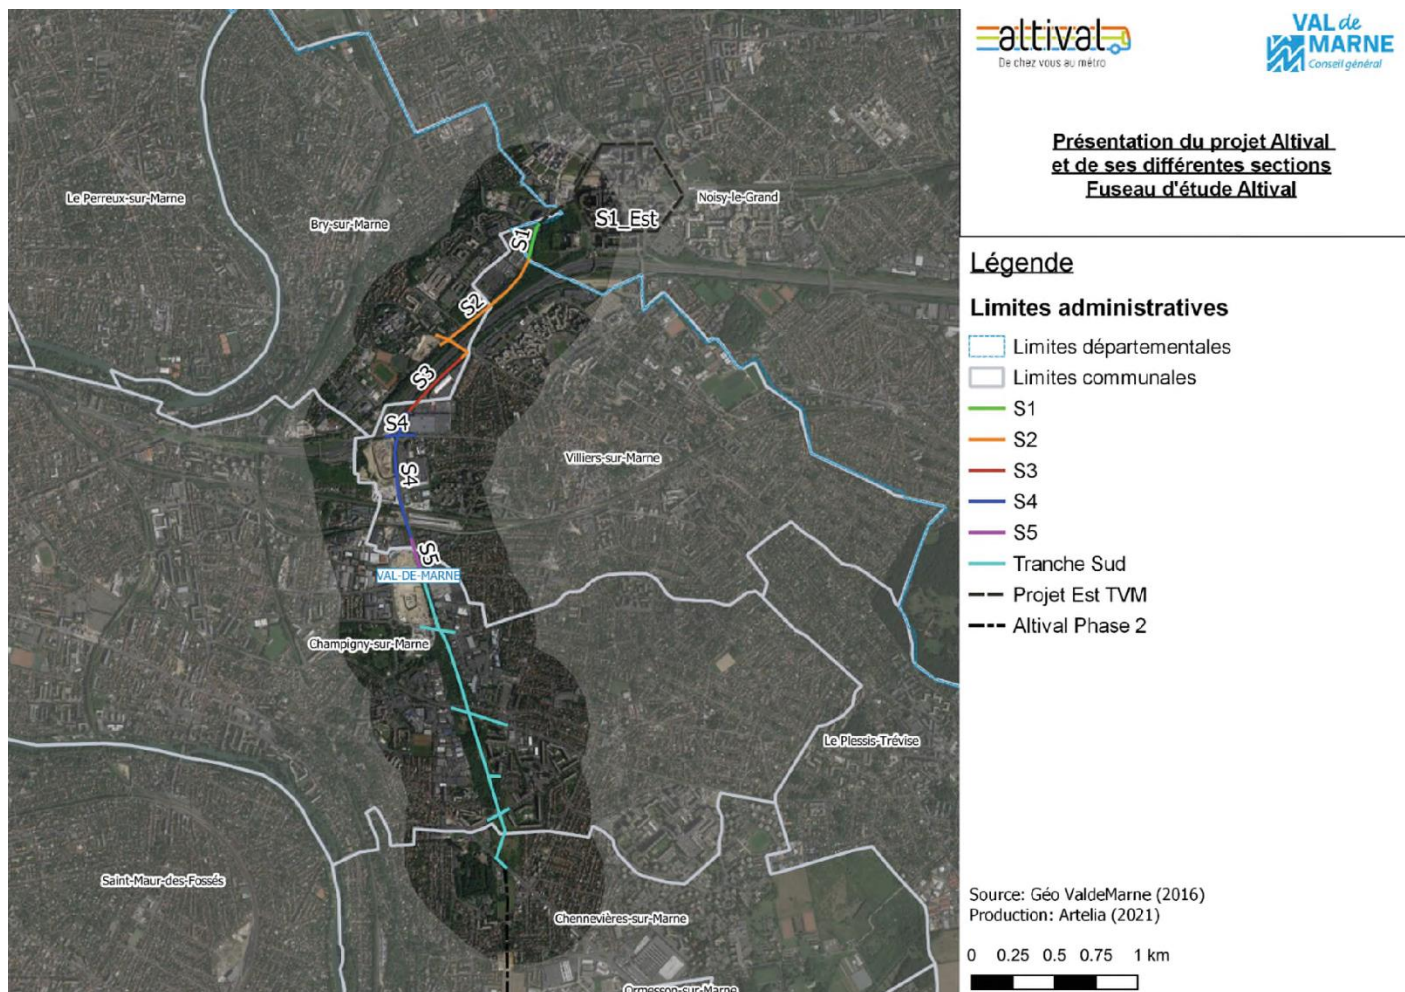 Le Perreux-sur-Marne
Bry-sur-Marne
Noisy-le-Grand
S1_Est
S1
S2
S3
S4
S4
Villiers-sur-Marne
S5
VAL-DE-MARNE
Champigny-sur-Marne
Le Plessis-Trévise
Saint-Maur-des-Fossés
Chennevières-sur-Marne
Ormesson-sur-Marne
altival
De chez vous au métro
VAL de
MARNE
Conseil général
Présentation du projet Altival
et de ses différentes sections
Fuseau d'étude Altival
Légende
Limites administratives
Limites départementales
Limites communales
S1
S2
S3
S4
S5
Tranche Sud
Projet Est TVM
Altival Phase 2
Source: Géo ValdeMarne (2016)
Production: Artelia (2021)
0 0.25 0.5 0.75 1 km